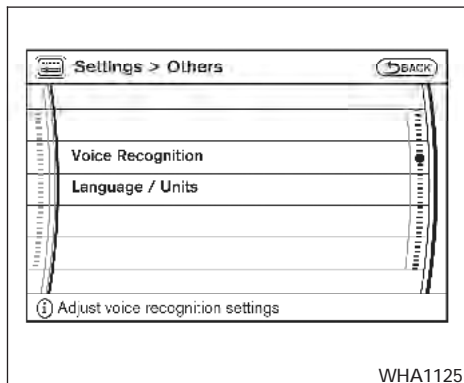 Settings > Others
BACK
Voice Recognition
Language / Units
Adjust voice recognition settings
WHA1125